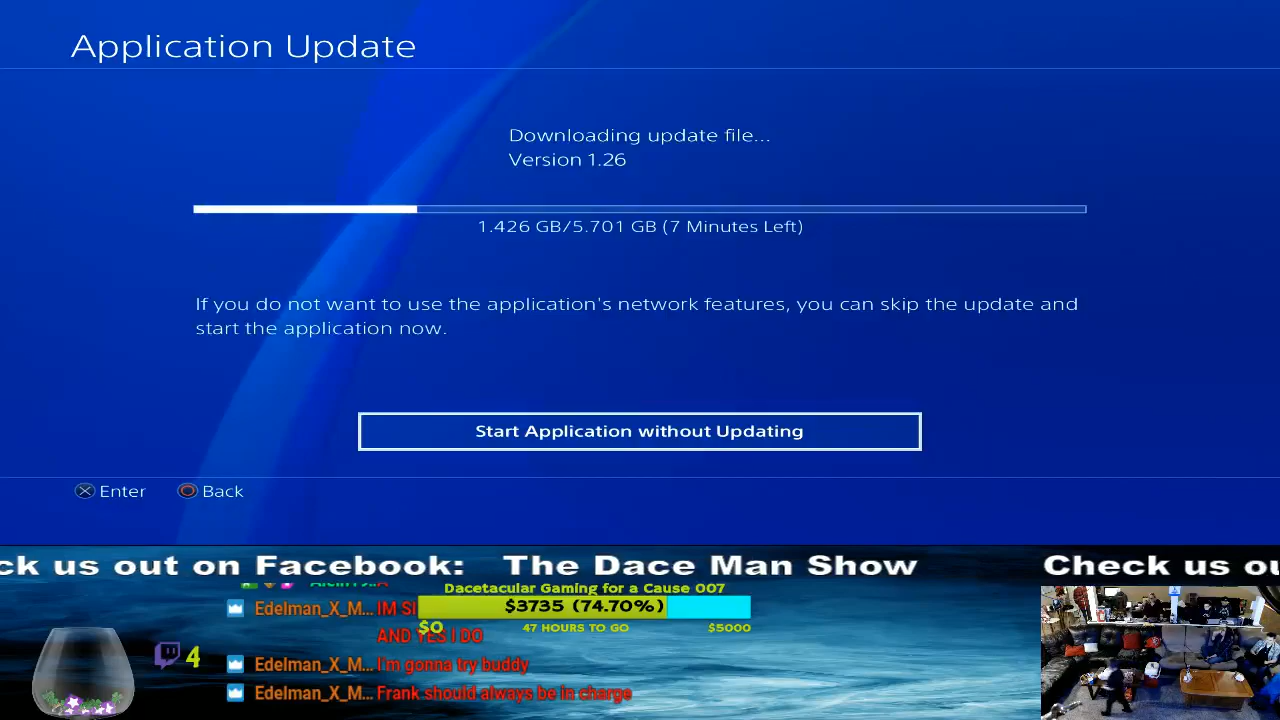 Application Update
Downloading update file...
Version 1.26
1.426 GB/5.701 GB (7 Minutes Left)
If you do not want to use the application's network features, you can skip the update and
start the application now.
Start Application without Updating
Enter Back
ck us out on Facebook: The Dace Man Show Check us ou
Dacetacular Gaming for a Cause 007
Edelman_X_M... IM SI
$3735 (74.70%)
$0 47 HOURS TO GO $5000
AND YES I DO
4
Edelman_X_M... I'm gonna try buddy
Edelman_X_M... Frank should always be in charge